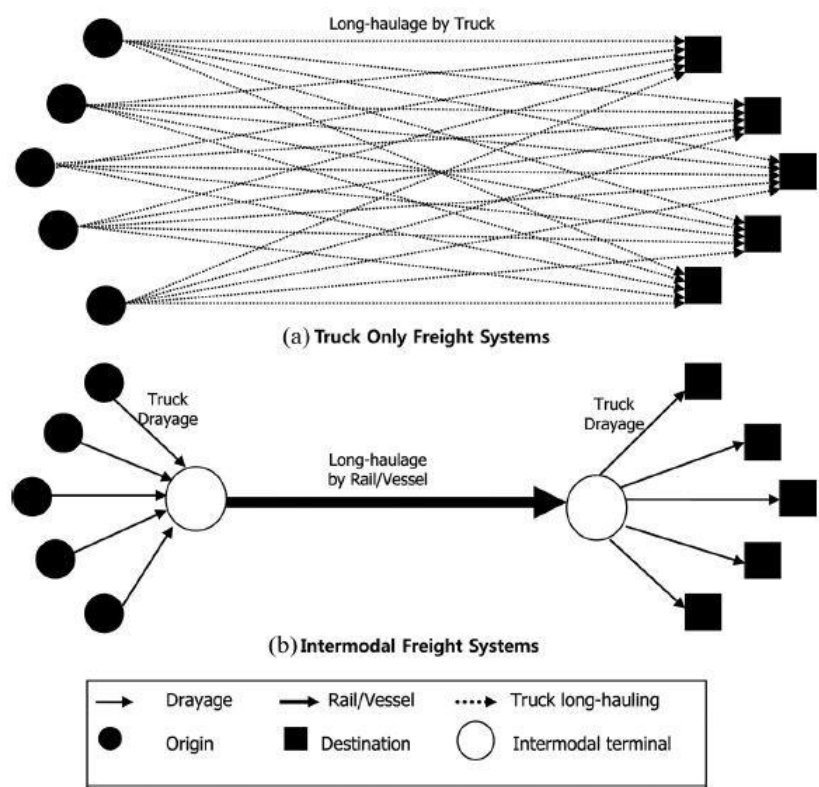 Long-haulage by Truck
(a) Truck Only Freight Systems
Truck
Drayage
Truck
Drayage
Long-haulage
by Rail/Vessel
(b) Intermodal Freight Systems
Drayage
Rail/Vessel
Truck long-hauling
Origin
Destination
Intermodal terminal